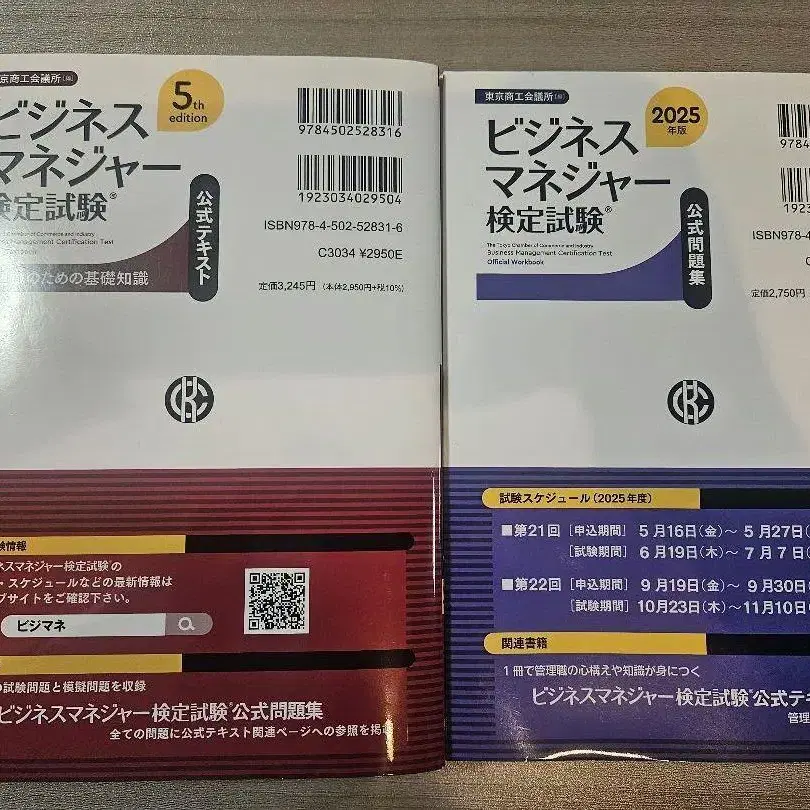 京商工会議所[編]
ビジネス
マネジャー
検定試験®
5th
edition
公式テキスト
Chamber of Commerce and Industry
Management Certification Test
のための基礎知識
9784502528316
1923034029504
ISBN978-4-502-52831-6
C3034 ¥2950E
定価3,245円 (本体2,950円+税10%)
験情報
ネスマネジャー検定試験®の
・スケジュールなどの最新情報は
ブサイトをご確認下さい。
ビジマネ
の試験問題と模擬問題を収録
ビジネスマネジャー検定試験®公式問題集
全ての問題に公式テキスト関連ページへの参照を掲載
東京商工会議所[編]
ビジネス
マネジャー
検定試験®
2025
年版
公式問題集
The Tokyo Chamber of Commerce and Industry
Business Management Certification Test
Official Workbook
9784
1923
ISBN978-4
定価2,750円
試験スケジュール(2025年度)
■第21回 [申込期間] 5月16日(金)~ 5月27日(
[試験期間] 6月19日(木)~ 7月 7日(
■第22回 [申込期間] 9月19日(金)~ 9月30日(
[試験期間] 10月23日(木)~11月10日(
関連書籍
1冊で管理職の心構えや知識が身につく
ビジネスマネジャー検定試験®公式テキ
管理